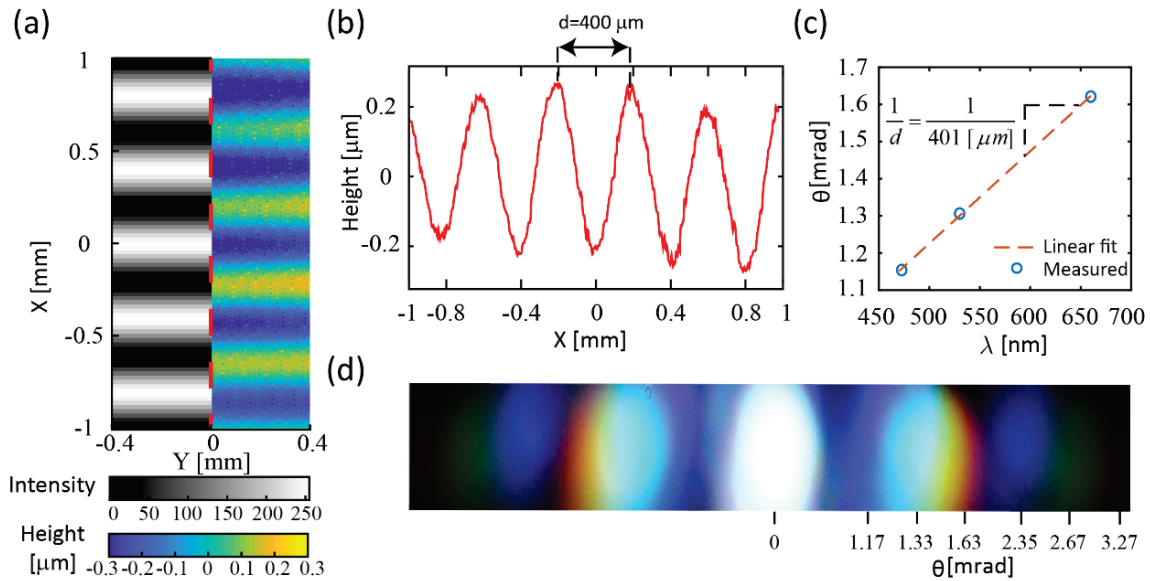 (a)
1
0.5
0
-0.5
-1
X [mm]
-0.4
0
0.4
Y [mm]
Intensity
0 50 100 150 200 250
Height
[μm]
-0.3 -0.2 -0.1 0 0.1 0.2 0.3
(b)
d=400 μm
0.2
0
-0.2
Height [μm]
-1 -0.8 -0.4 0 0.4 0.8 1
X [mm]
(c)
1.7
1.6
1.5
1.4
1.3
1.2
1.1
θ[mrad]
1/d = 1/401 [μm]
Linear fit
Measured
450 500 550 600 650 700
λ [nm]
(d)
0 1.17 1.33 1.63 2.35 2.67 3.27
θ[mrad]